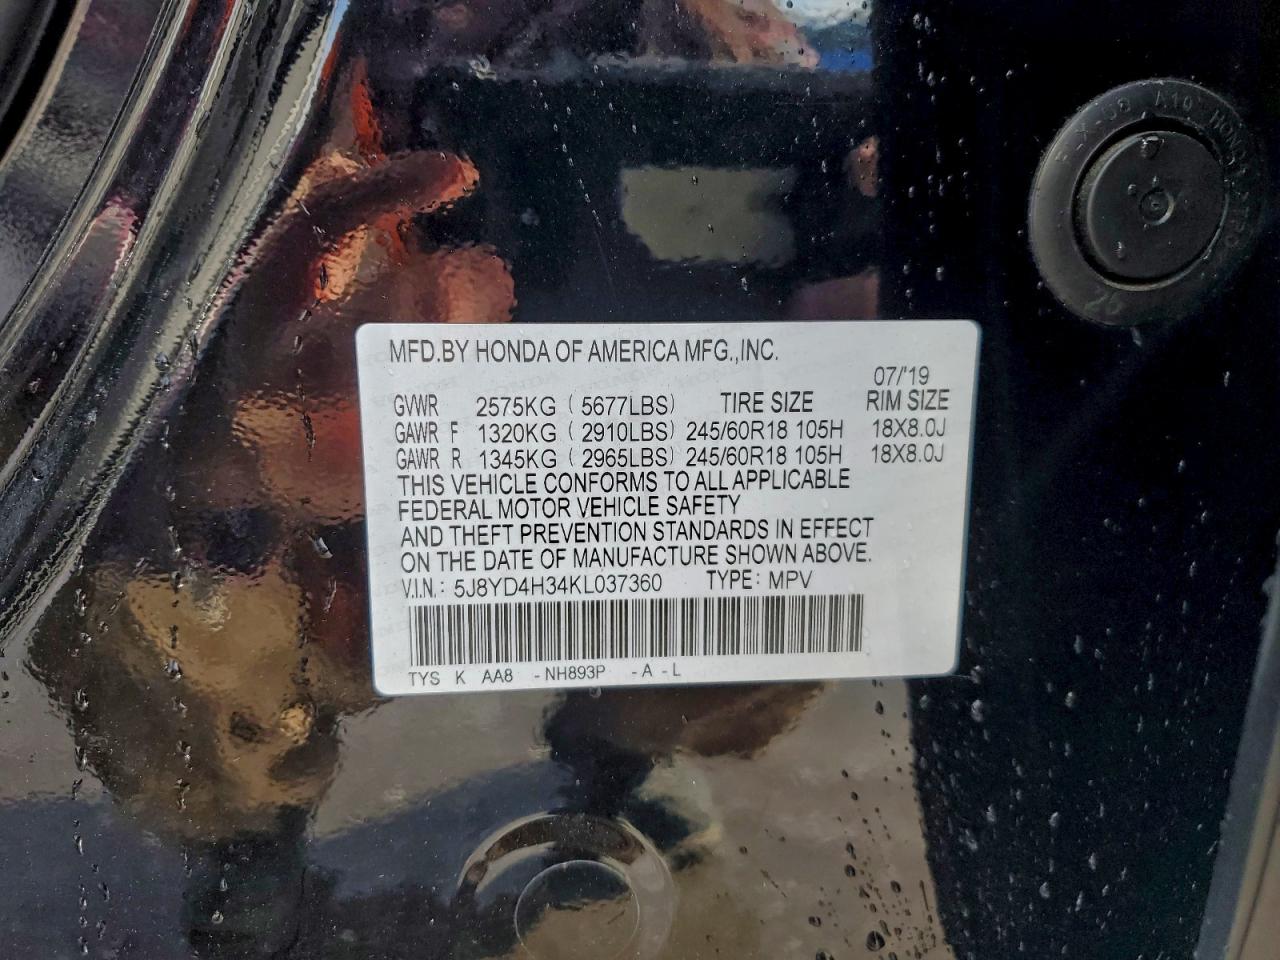 MFD.BY HONDA OF AMERICA MFG.,INC.
07/'19
GVWR 2575KG ( 5677LBS) TIRE SIZE RIM SIZE
GAWR F 1320KG ( 2910LBS) 245/60R18 105H 18X8.0J
GAWR R 1345KG ( 2965LBS) 245/60R18 105H 18X8.0J
THIS VEHICLE CONFORMS TO ALL APPLICABLE
FEDERAL MOTOR VEHICLE SAFETY
AND THEFT PREVENTION STANDARDS IN EFFECT
ON THE DATE OF MANUFACTURE SHOWN ABOVE.
V.I.N.: 5J8YD4H34KL037360 TYPE: MPV
TYS K AA8 -NH893P -A -L